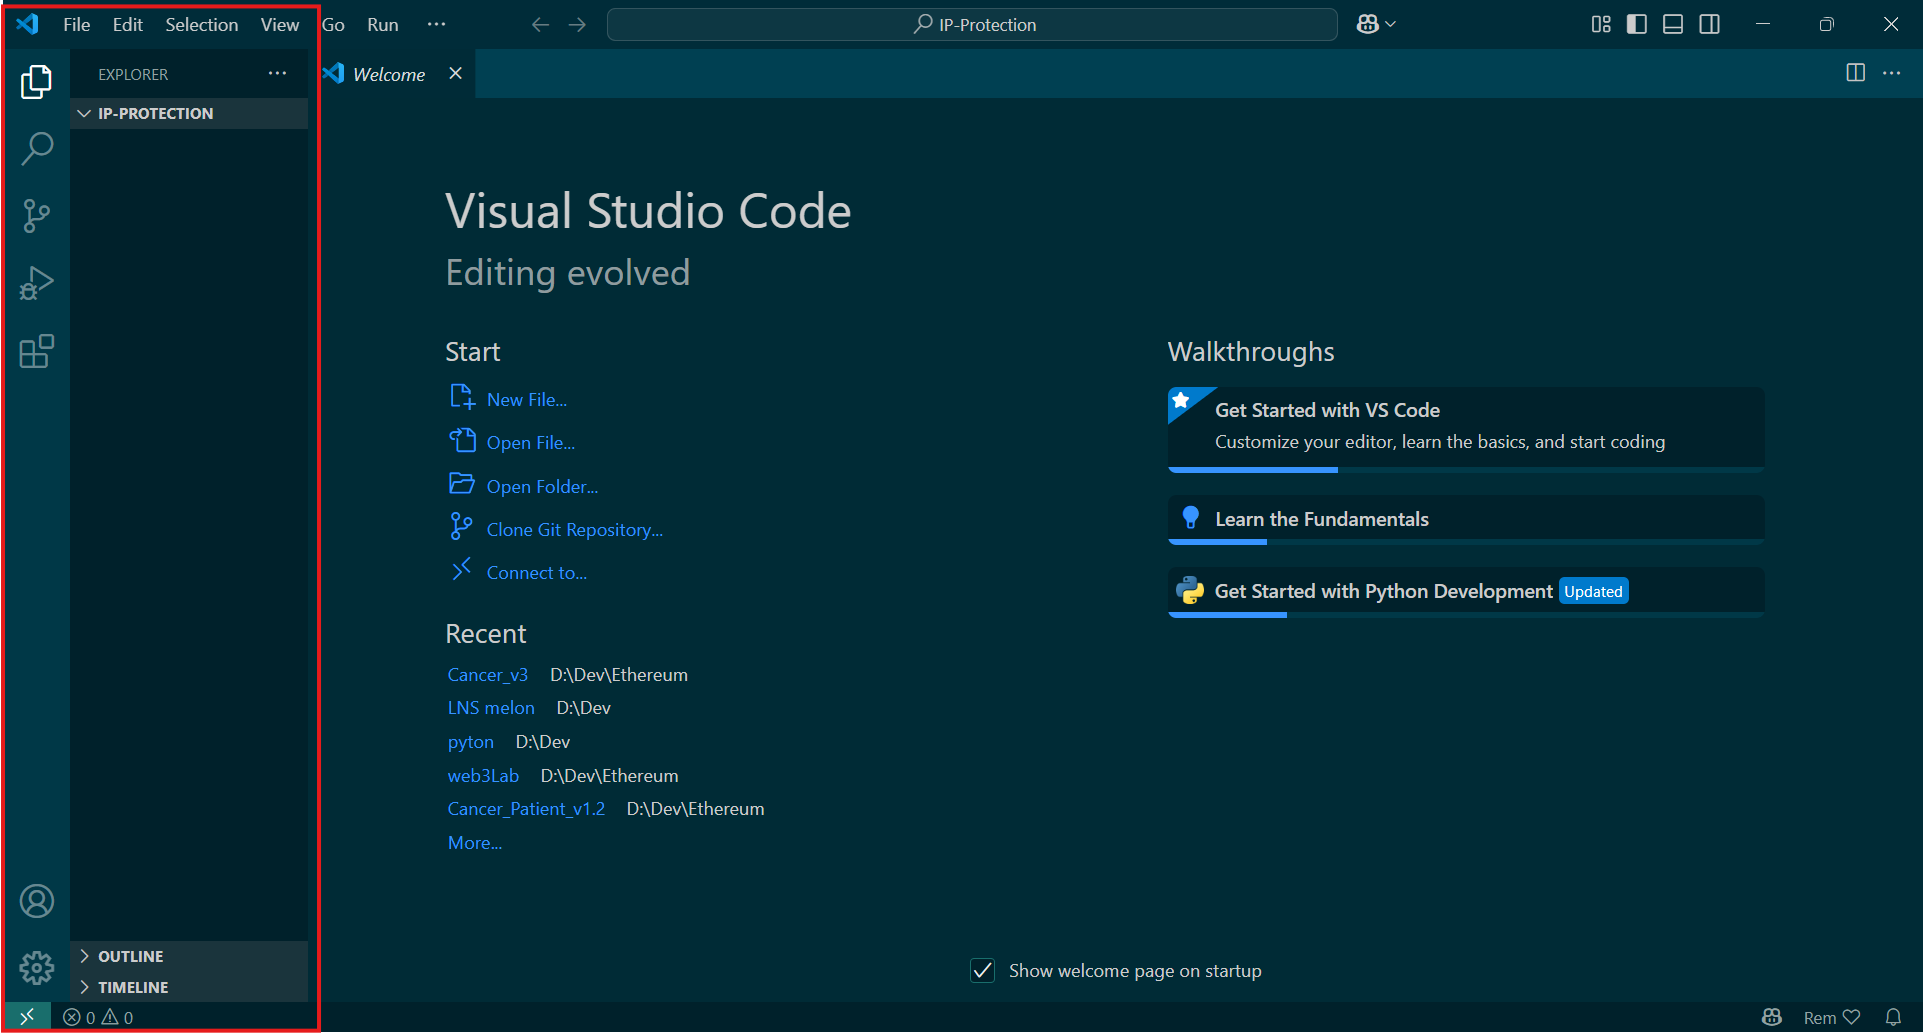 File Edit Selection View Go Run ···
IP-Protection
EXPLORER ···
Welcome
IP-PROTECTION
Visual Studio Code
Editing evolved
Start
New File...
Open File...
Open Folder...
Clone Git Repository...
Connect to...
Recent
Cancer_v3 D:\Dev\Ethereum
LNS melon D:\Dev
pyton D:\Dev
web3Lab D:\Dev\Ethereum
Cancer_Patient_v1.2 D:\Dev\Ethereum
More...
Walkthroughs
Get Started with VS Code
Customize your editor, learn the basics, and start coding
Learn the Fundamentals
Get Started with Python Development Updated
Show welcome page on startup
OUTLINE
TIMELINE
0 0
Rem